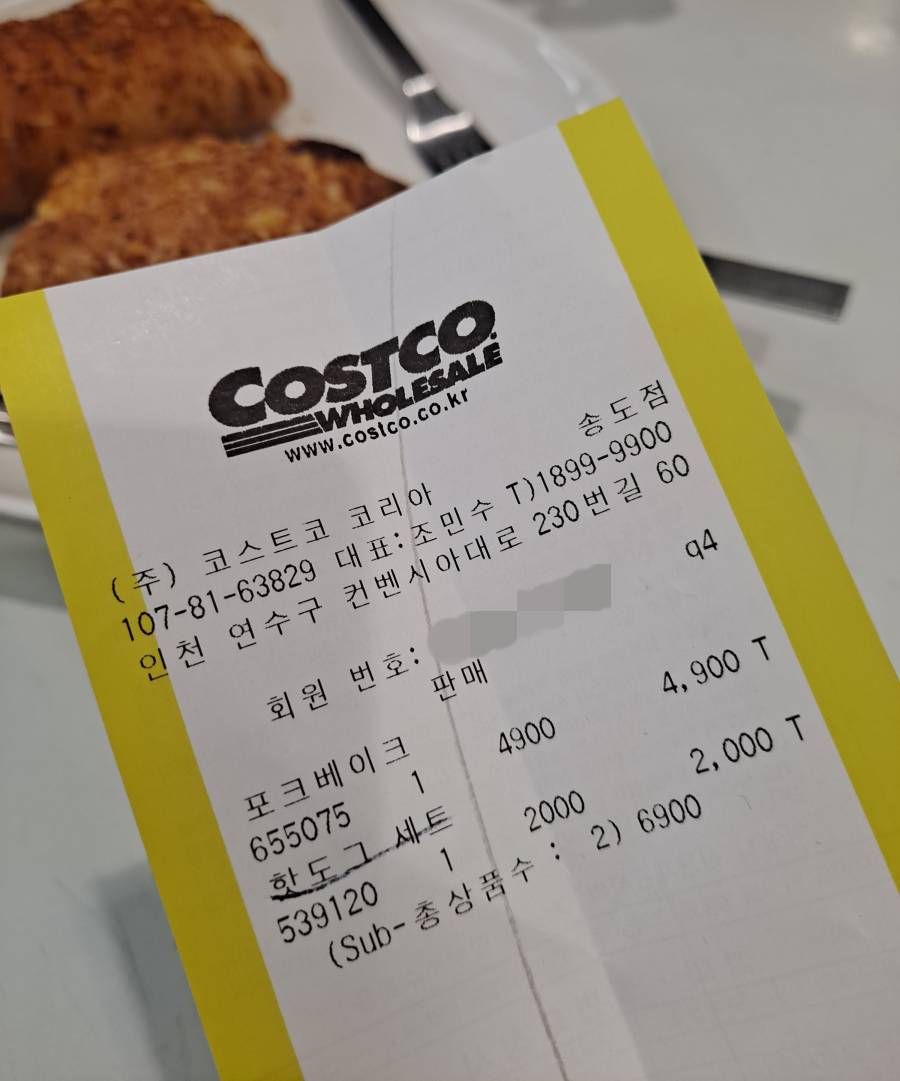 COSTCO
WHOLESALE
www.costco.co.kr
송도점
(주) 코스트코 코리아
107-81-63829 대표:조민수 T)1899-9900
인천 연수구 컨벤시아대로 230번길 60
q4
회원 번호:
판매
포크베이크
655075 1 4900 4,900 T
핫도그 세트
539120 1 2000 2,000 T
(Sub-총상품수 : 2) 6900